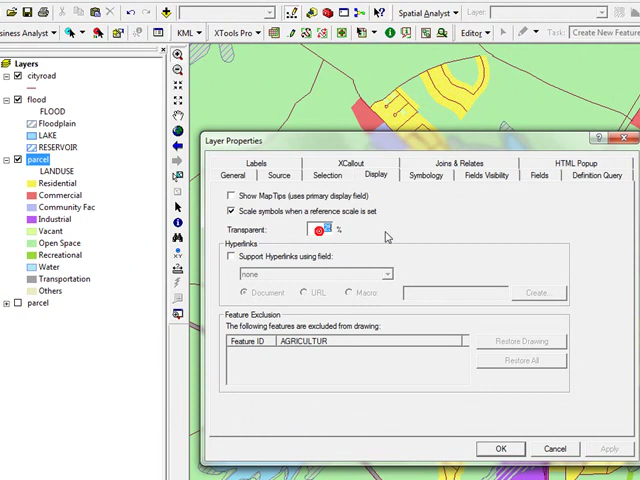 Spatial Analyst
Layer:
Business Analyst
KML
XTools Pro
Editor
Task:
Create New Feature
Layers
cityroad
flood
FLOOD
Floodplain
LAKE
RESERVOIR
parcel
LANDUSE
Residential
Commercial
Community Fac
Industrial
Vacant
Open Space
Recreational
Water
Transportation
Others
parcel
Layer Properties
Labels XCallout Joins & Relates HTML Popup
General Source Selection Display Symbology Fields Visibility Fields Definition Query
Show MapTips (uses primary display field)
Scale symbols when a reference scale is set
Transparent: %
Hyperlinks
Support Hyperlinks using field:
none
Document URL Macro: Create...
Feature Exclusion
The following features are excluded from drawing:
Feature ID AGRICULTUR
Restore Drawing
Restore All
OK Cancel Apply